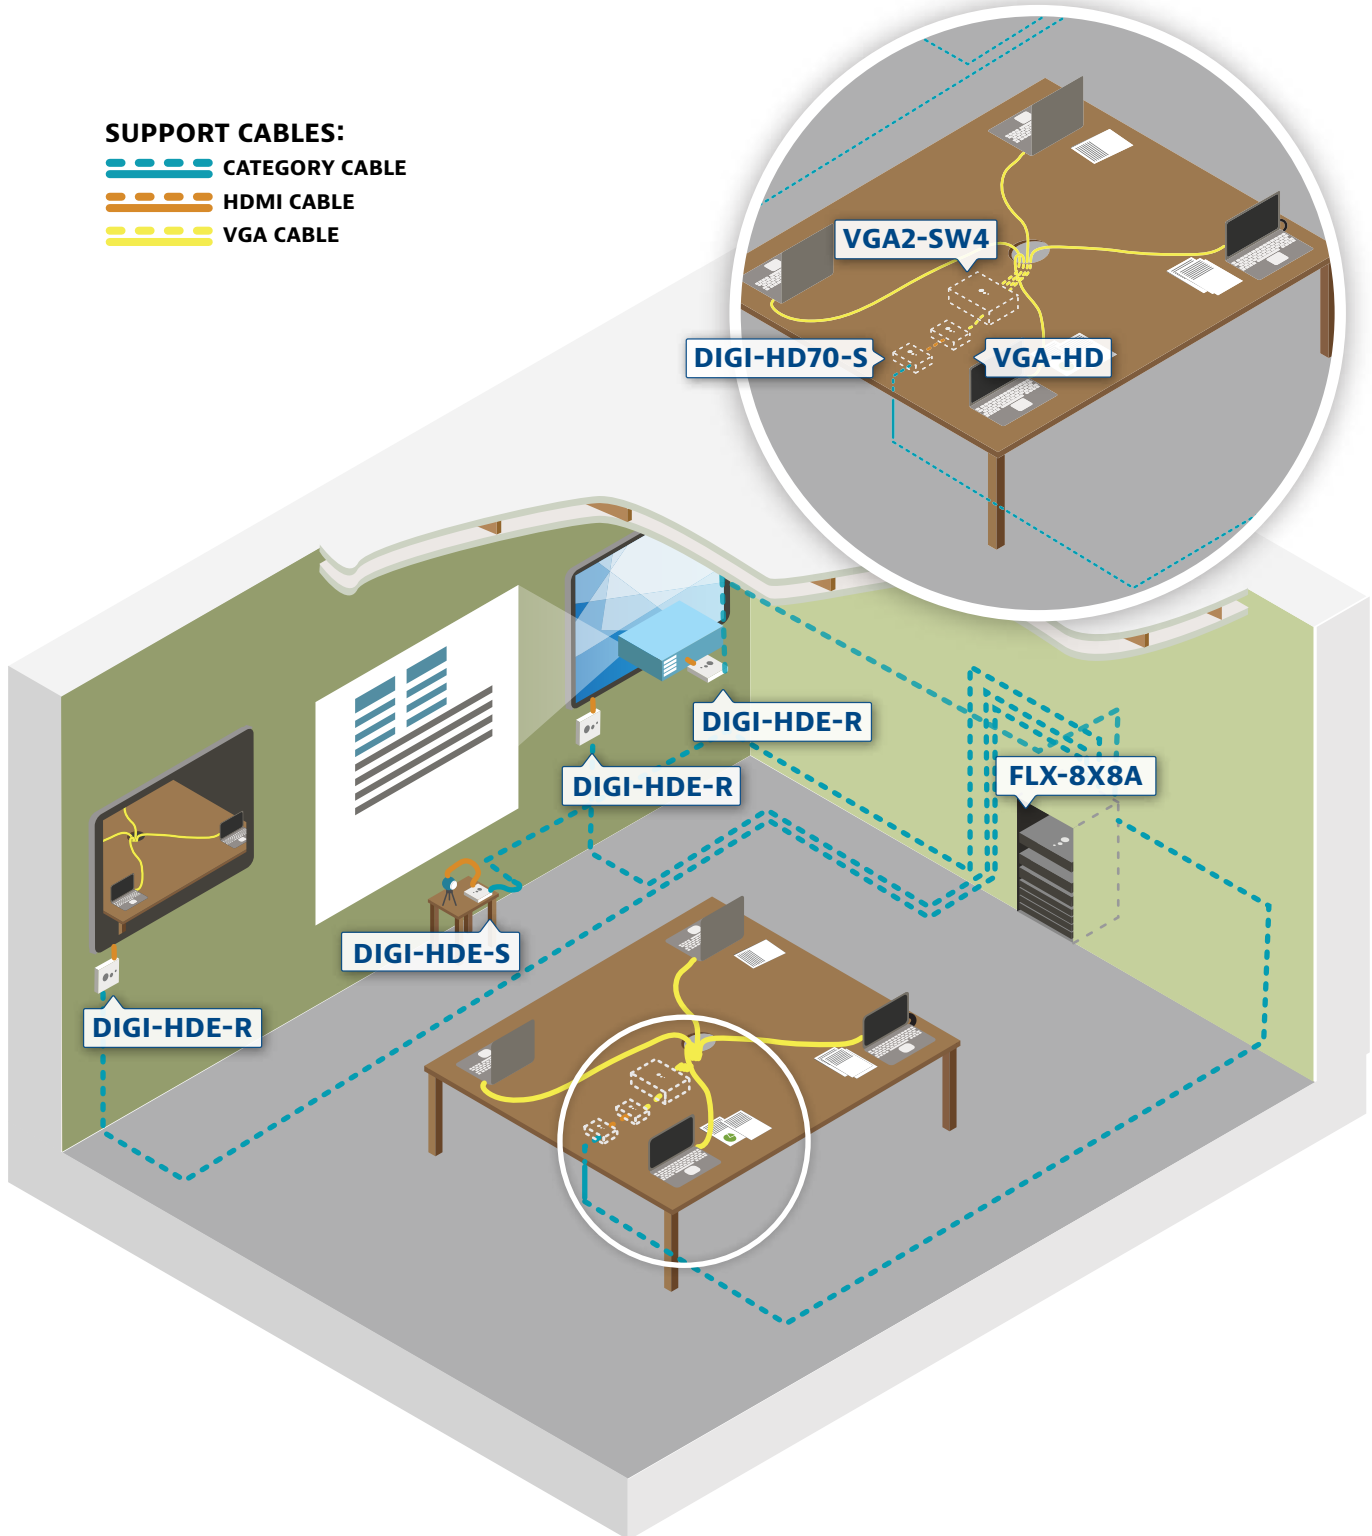 SUPPORT CABLES:
CATEGORY CABLE
HDMI CABLE
VGA CABLE
VGA2-SW4
DIGI-HD70-S
VGA-HD
DIGI-HDE-R
DIGI-HDE-R
FLX-8X8A
DIGI-HDE-S
DIGI-HDE-R